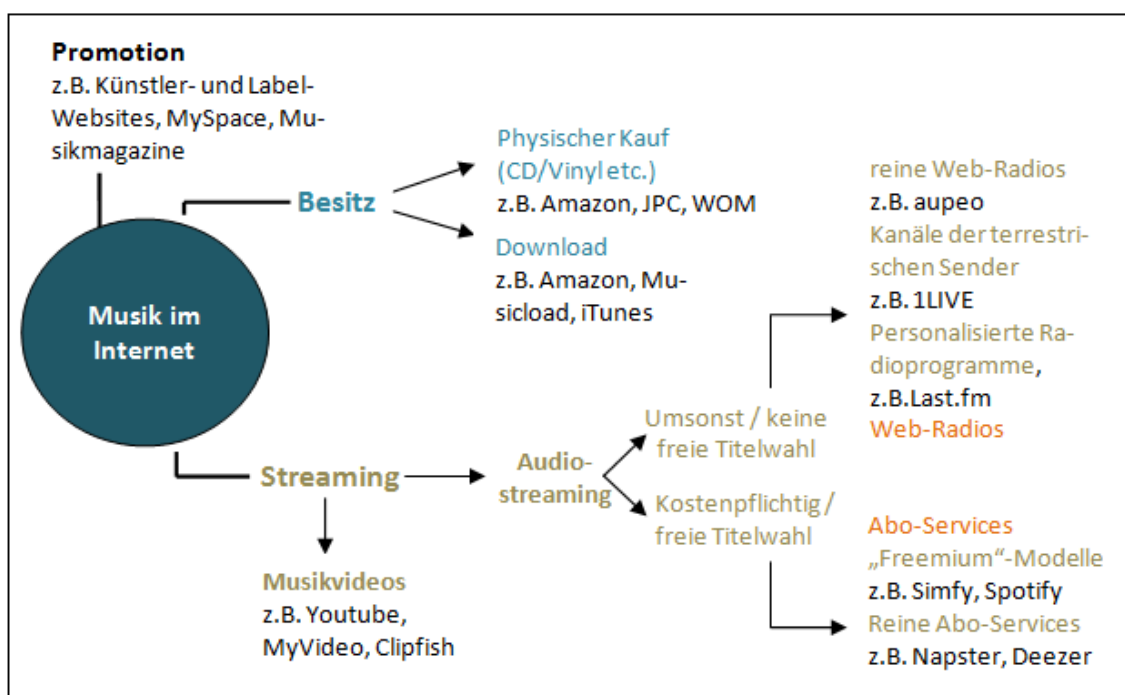 Promotion
z.B. Künstler- und Label-
Websites, MySpace, Mu-
sikmagazine
Besitz
Physischer Kauf
(CD/Vinyl etc.)
z.B. Amazon, JPC, WOM
Download
z.B. Amazon, Mu-
sicload, iTunes
Musik im
Internet
Streaming
Musikvideos
z.B. Youtube,
MyVideo, Clipfish
Audio-
streaming
Umsonst / keine
freie Titelwahl
Kostenpflichtig /
freie Titelwahl
reine Web-Radios
z.B. aupeo
Kanäle der terrestri-
schen Sender
z.B. 1LIVE
Personalisierte Ra-
dioprogramme,
z.B.Last.fm
Web-Radios
Abo-Services
„Freemium“-Modelle
z.B. Simfy, Spotify
Reine Abo-Services
z.B. Napster, Deezer